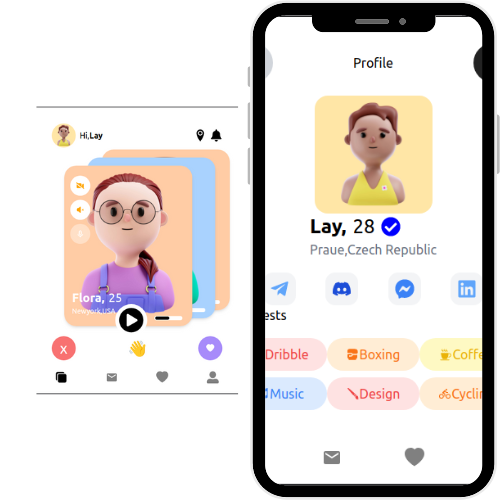 Hi,Lay
Flora, 25
Newyork,USA
x
Profile
Lay, 28
Praue,Czech Republic
in
ests
Dribble
Boxing
Coffe
Music
Design
Cyclin